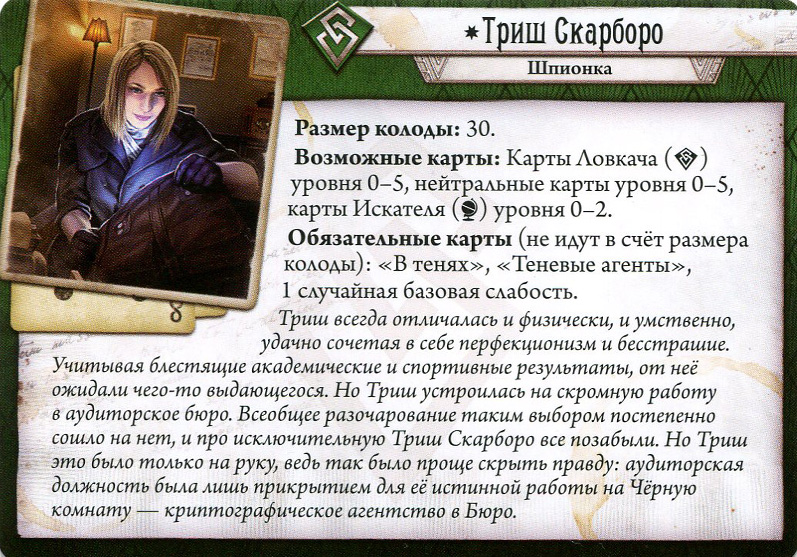 Триш Скарборо
Шпионка
Размер колоды: 30.
Возможные карты: Карты Ловкача ( )
уровня 0–5, нейтральные карты уровня 0–5,
карты Искателя ( ) уровня 0–2.
Обязательные карты (не идут в счёт размера
колоды): «В тенях», «Теневые агенты»,
1 случайная базовая слабость.
Триш всегда отличалась и физически, и умственно,
удачно сочетая в себе перфекционизм и бесстрашие.
Учитывая блестящие академические и спортивные результаты, от неё
ожидали чего-то выдающегося. Но Триш устроилась на скромную работу
в аудиторское бюро. Всеобщее разочарование таким выбором постепенно
сошло на нет, и про исключительную Триш Скарборо все позабыли. Но Триш
это было только на руку, ведь так было проще скрыть правду: аудиторская
должность была лишь прикрытием для её истинной работы на Чёрную
комнату — криптографическое агентство в Бюро.